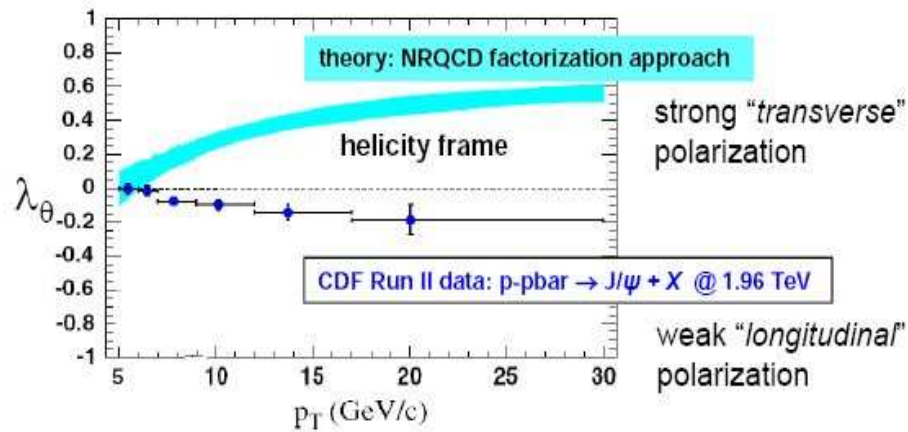 1
0.8
0.6
0.4
0.2
0
-0.2
-0.4
-0.6
-0.8
-1
λθ
theory: NRQCD factorization approach
helicity frame
CDF Run II data: p-pbar → J/ψ + X @ 1.96 TeV
5
10
15
20
25
30
pT (GeV/c)
strong "transverse"
polarization
weak "longitudinal"
polarization